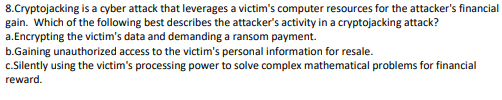 8.Cryptojacking is a cyber attack that leverages a victim's computer resources for the attacker's financial
gain.  Which of the following best describes the attacker's activity in a cryptojacking attack?
a.Encrypting the victim's data and demanding a ransom payment.
b.Gaining unauthorized access to the victim's personal information for resale.
c.Silently using the victim's processing power to solve complex mathematical problems for financial
reward.